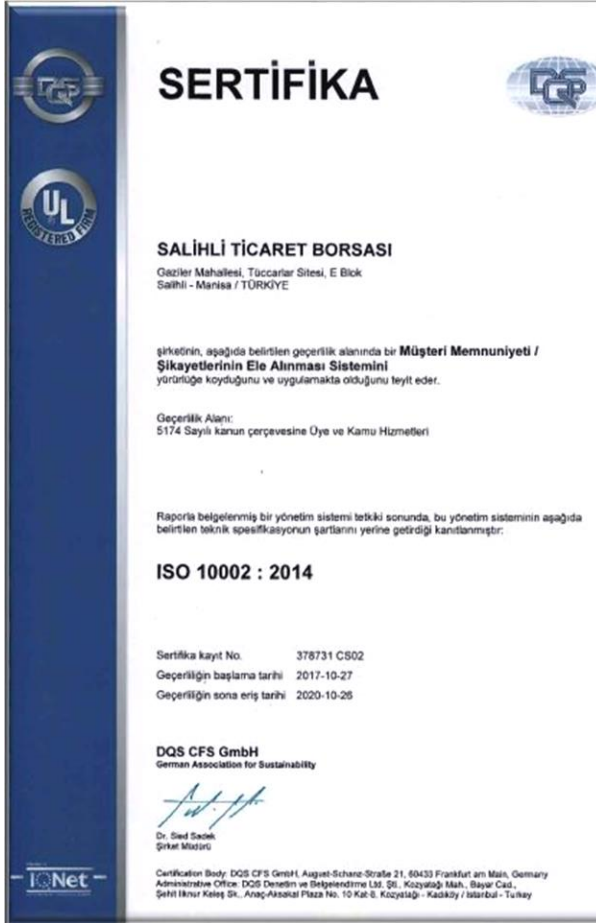 DQS
SERTİFİKA
DQS
UL
REGISTERED FIRM
SALİHLİ TİCARET BORSASI
Gaziler Mahallesi, Tüccarlar Sitesi, E Blok
Salihli - Manisa / TÜRKİYE
şirketinin, aşağıda belirtilen geçerlilik alanında bir Müşteri Memnuniyeti /
Şikayetlerinin Ele Alınması Sistemini
yürürlüğe koyduğunu ve uygulamakta olduğunu teyit eder.
Geçerlilik Alanı:
5174 Sayılı kanun çerçevesine Üye ve Kamu Hizmetleri
Raporla belgelenmiş bir yönetim sistemi tetkiki sonunda, bu yönetim sisteminin aşağıda
belirtilen teknik spesifikasyonun şartlarını yerine getirdiği kanıtlanmıştır:
ISO 10002 : 2014
Sertifika kayıt No. 378731 CS02
Geçerliliğin başlama tarihi 2017-10-27
Geçerliliğin sona eriş tarihi 2020-10-26
DQS CFS GmbH
German Association for Sustainability
Dr. Sied Sadek
Şirket Müdürü
IQNet
Certification Body: DQS CFS GmbH, August-Schanz-Straße 21, 60433 Frankfurt am Main, Germany
Administrative Office: DQS Denetim ve Belgelendirme Ltd. Şti., Kozyatağı Mah., Bayar Cad.,
Şehit İlknur Keleş Sk., Anaç-Aksakal Plaza No. 10 Kat-8, Kozyatağı - Kadıköy / Istanbul - Turkey